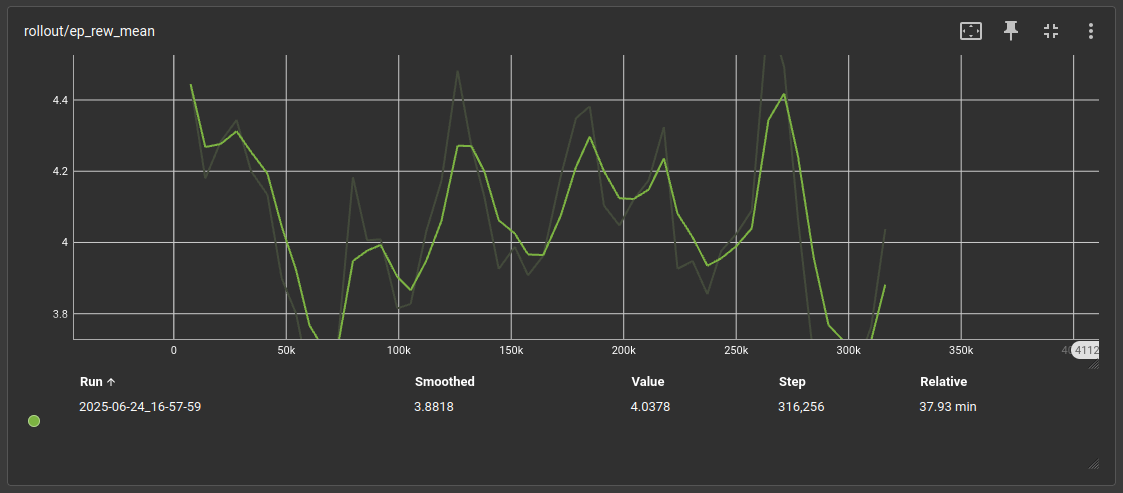 rollout/ep_rew_mean
4.4
4.2
4
3.8
0 50k 100k 150k 200k 250k 300k 350k 4112
Run ↑ Smoothed Value Step Relative
2025-06-24_16-57-59 3.8818 4.0378 316,256 37.93 min